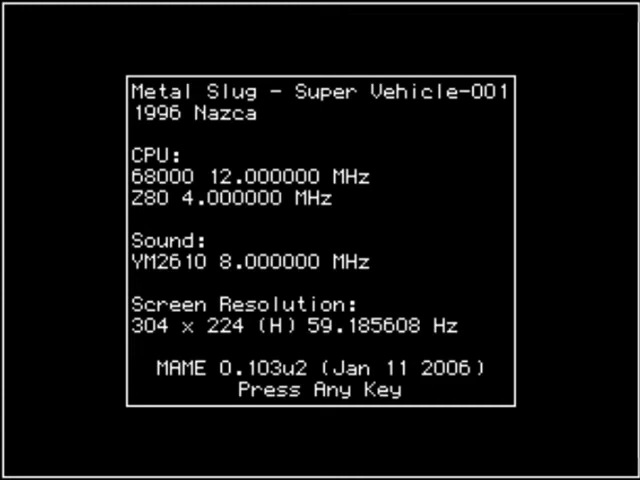 Metal Slug - Super Vehicle-001
1996 Nazca
CPU:
68000 12.000000 MHz
Z80 4.000000 MHz
Sound:
YM2610 8.000000 MHz
Screen Resolution:
304 x 224 (H) 59.185608 Hz
MAME 0.103u2 (Jan 11 2006)
Press Any Key